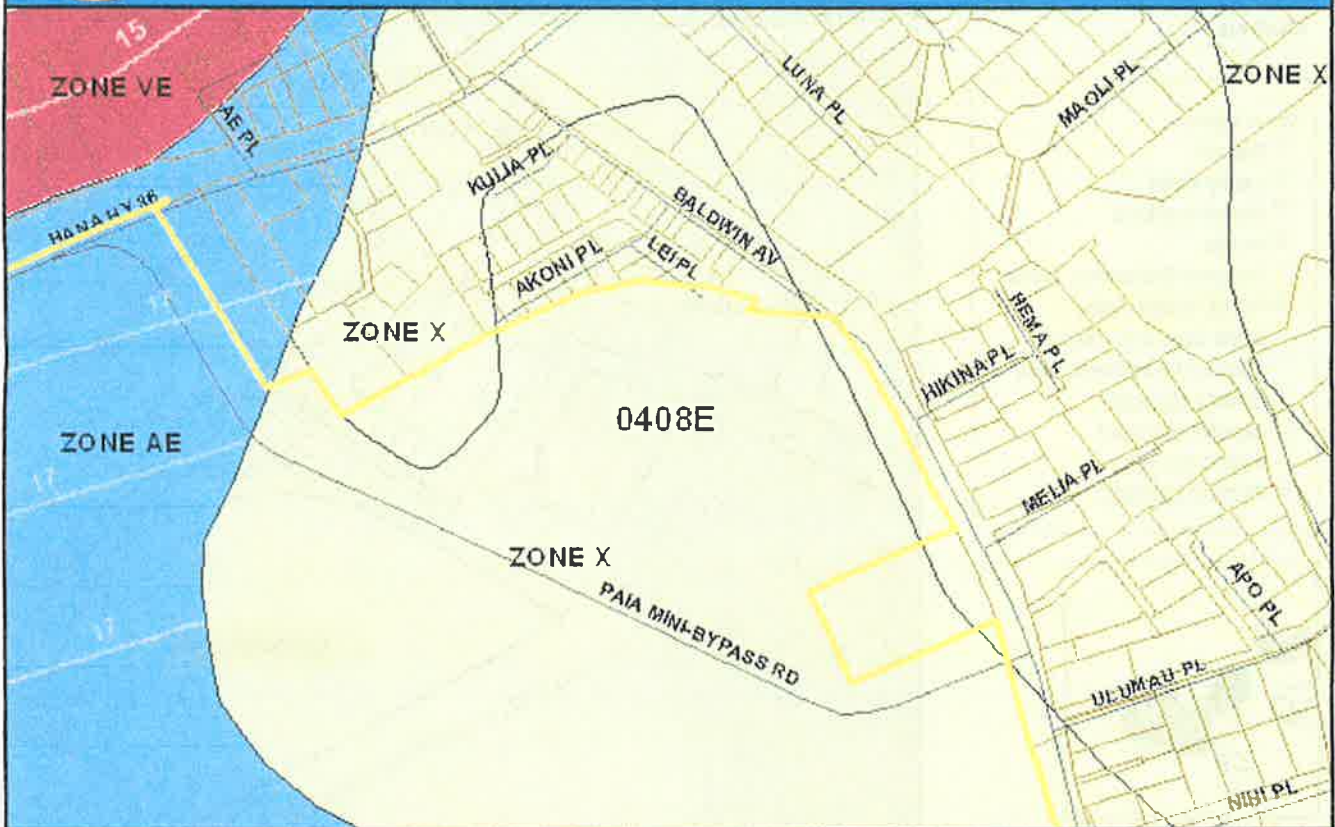 15
ZONE VE
ZONE X
LUNA PL
MAOLI PL
AE PL
KULIA PL
BALDWIN AV
HANA HY 36
LEI PL
AKONI PL
17
ZONE X
HEMA PL
HIKINA PL
0408E
ZONE AE
17
MELIA PL
ZONE X
PAIA MINI-BYPASS RD
APO PL
17
ULUMAU PL
NIHI PL